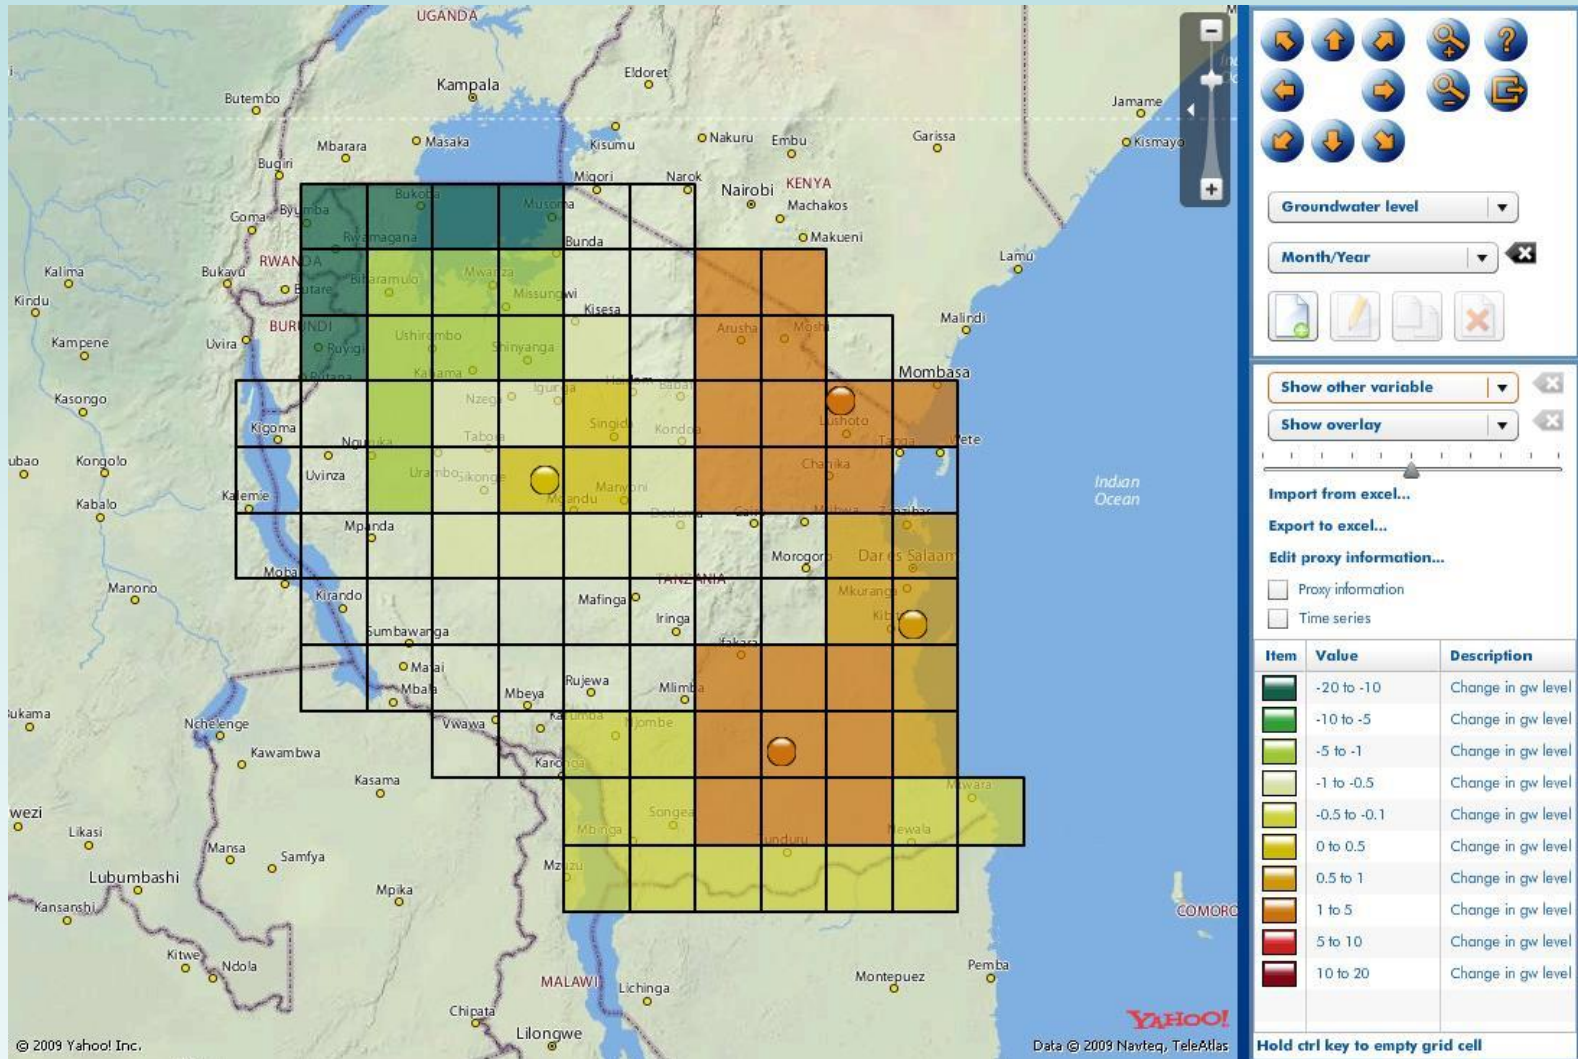 UGANDA
Kampala
Eldoret
Butembo
Jamame
Mbarara
Masaka
Kisumu
Nakuru
Embu
Garissa
Kismayo
Bugiri
Migori
Narok
Nairobi
KENYA
Bukoba
Musoma
Machakos
Goma
Byumba
Rwamagana
Bunda
Makueni
RWANDA
Lamu
Kalima
Bukavu
Butare
Biharamulo
Mwanza
Missungwi
Kindu
Kisesa
BURUNDI
Ushirombo
Shinyanga
Arusha
Moshi
Malindi
Kampene
Uvira
Ruyigi
Rutana
Kahama
Igunga
Haidom
Babati
Mombasa
Kasongo
Nzega
Kigoma
Nguruka
Tabora
Singida
Kondoa
Lushoto
Tanga
Wete
ubao
Kongolo
Uvinza
Urambo
Sikonge
Manyoni
Chanika
Indian
Ocean
Kabalo
Kalemie
Mgandu
Dodoma
Zanzibar
Mpanda
Morogoro
Dar es Salaam
Manono
Moba
TANZANIA
Kirando
Mafinga
Mkuranga
Iringa
Sumbawanga
Ifakara
Matai
Rujewa
Mlimba
Mbala
Mbeya
ukama
Nchelenge
Vwawa
Njombe
Kawambwa
Karonga
Kasama
Mtwara
wezi
Likasi
Mansa
Samfya
Mbinga
Songea
Tunduru
Newala
Mzuzu
Lubumbashi
Mpika
Kansanshi
COMORO
Kitwe
Ndola
MALAWI
Lichinga
Montepuez
Pemba
Chipata
Lilongwe
YAHOO!
© 2009 Yahoo! Inc.
Data © 2009 Navteq, TeleAtlas
Groundwater level
Month/Year
Show other variable
Show overlay
Import from excel...
Export to excel...
Edit proxy information...
Proxy information
Time series
Item Value Description
-20 to -10 Change in gw level
-10 to -5 Change in gw level
-5 to -1 Change in gw level
-1 to -0.5 Change in gw level
-0.5 to -0.1 Change in gw level
0 to 0.5 Change in gw level
0.5 to 1 Change in gw level
1 to 5 Change in gw level
5 to 10 Change in gw level
10 to 20 Change in gw level
Hold ctrl key to empty grid cell